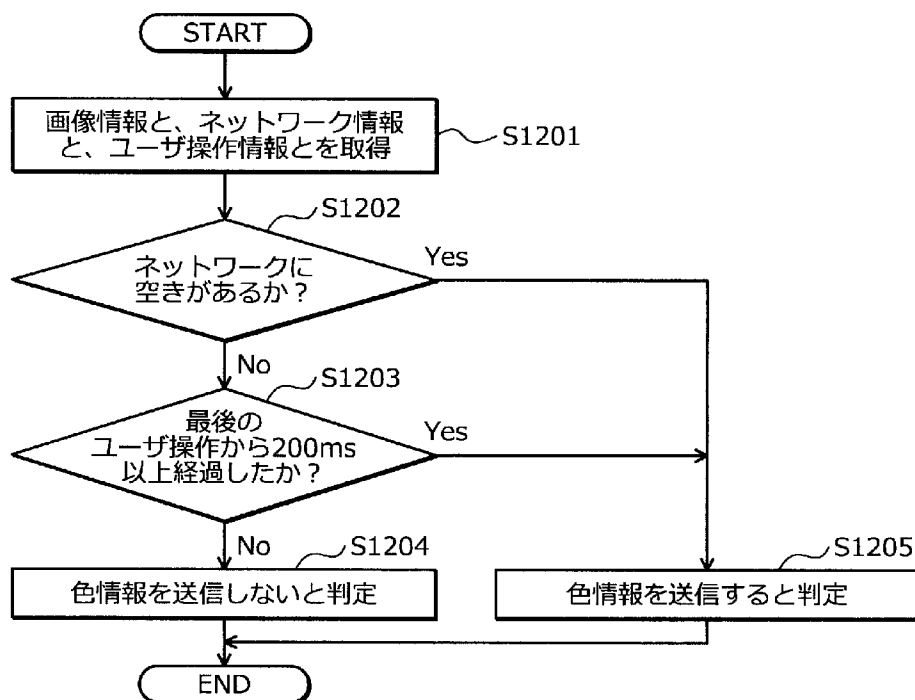 START
画像情報と、ネットワーク情報
と、ユーザ操作情報とを取得
S1201
S1202
ネットワークに
空きがあるか？
Yes
No
S1203
最後の
ユーザ操作から200ms
以上経過したか？
Yes
No
S1204
色情報を送信しないと判定
S1205
色情報を送信すると判定
END